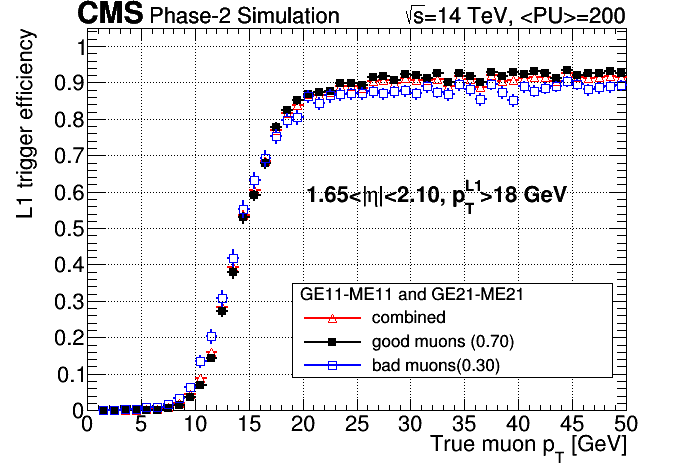 CMS Phase-2 Simulation √s=14 TeV, <PU>=200
L1 trigger efficiency
1
0.9
0.8
0.7
0.6
0.5
0.4
0.3
0.2
0.1
0
1.65<|η|<2.10, p_T^L1>18 GeV
GE11-ME11 and GE21-ME21
combined
good muons (0.70)
bad muons(0.30)
0 5 10 15 20 25 30 35 40 45 50
True muon p_T [GeV]